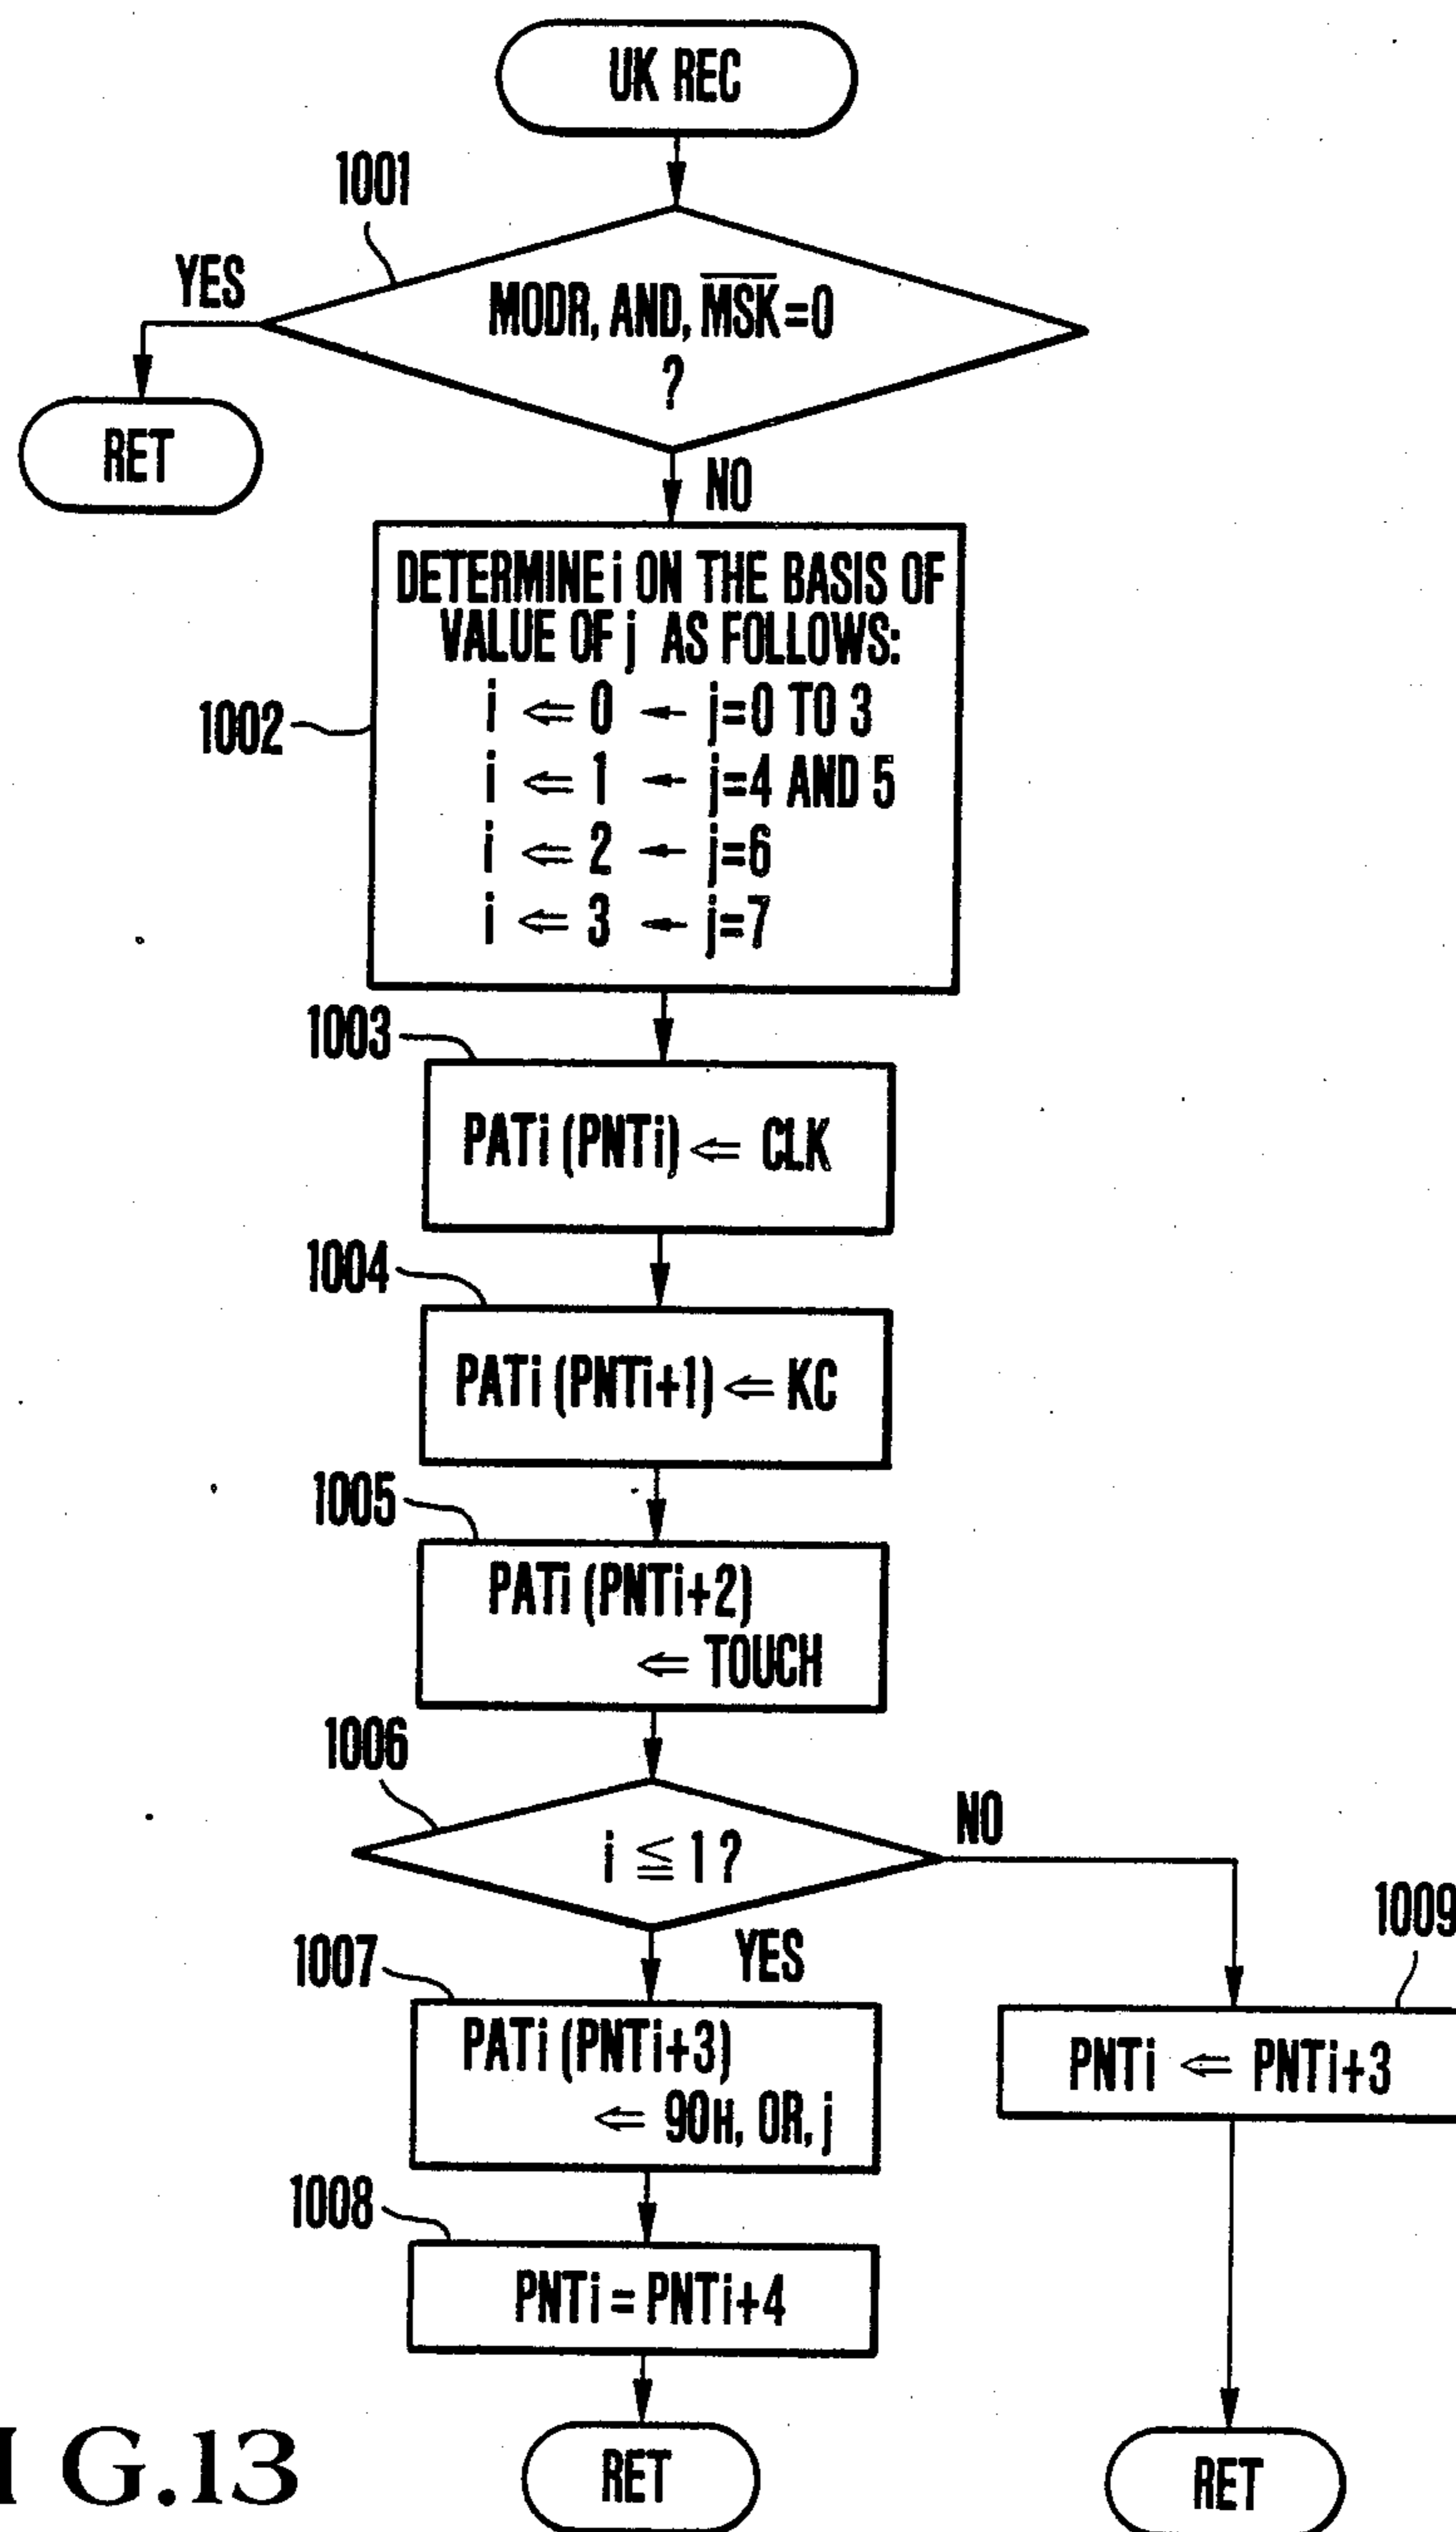 UK REC
1001
YES
MODR, AND, M̅S̅K̅=0
?
RET
NO
1002
DETERMINE i ON THE BASIS OF
VALUE OF j AS FOLLOWS:
i ⇐ 0 ← j=0 TO 3
i ⇐ 1 ← j=4 AND 5
i ⇐ 2 ← j=6
i ⇐ 3 ← j=7
1003
PATi (PNTi) ⇐ CLK
1004
PATi (PNTi+1) ⇐ KC
1005
PATi (PNTi+2)
⇐ TOUCH
1006
i ≦ 1 ?
NO
YES
1007
PATi (PNTi+3)
⇐ 90H, OR, j
1009
PNTi ⇐ PNTi+3
1008
PNTi = PNTi+4
RET
RET
I G.13